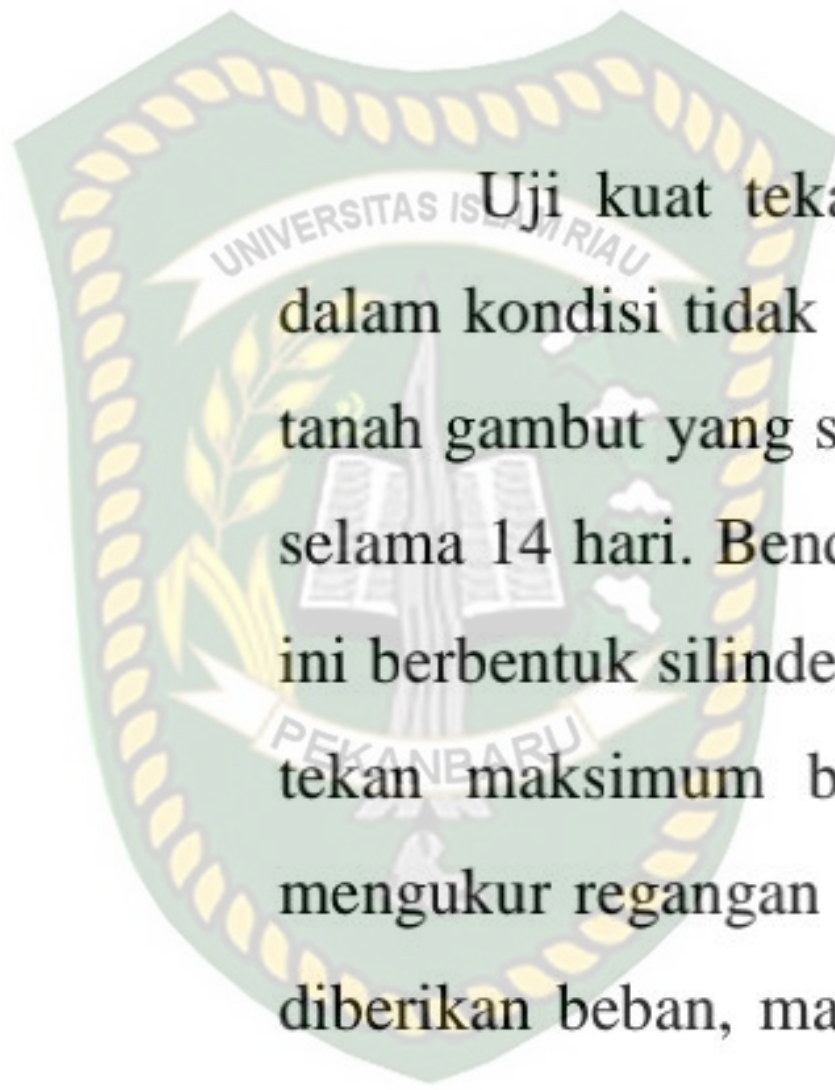 UNIVERSITAS ISLAM RIAU
Uji kuat teka
dalam kondisi tidak
tanah gambut yang s
selama 14 hari. Bend
ini berbentuk silinde
PEKANBARU
tekan maksimum b
mengukur regangan
diberikan beban, ma